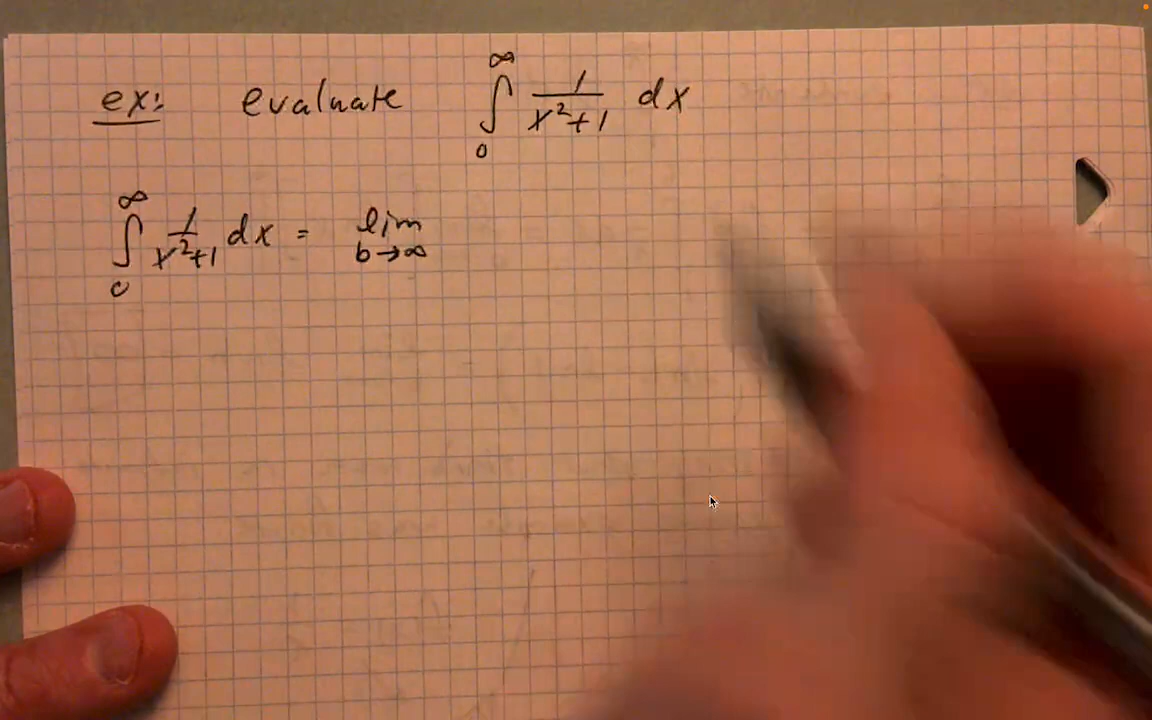 ex: evaluate ∫₀^∞ 1/(x²+1) dx
∫₀^∞ 1/(x²+1) dx = lim b→∞